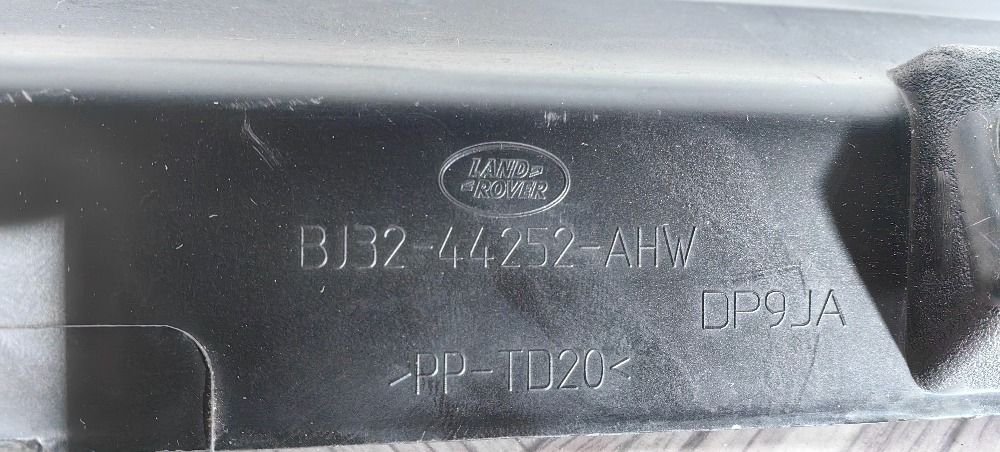 LAND
ROVER
BJ32-44252-AHW
DP9JA
>PP-TD20<